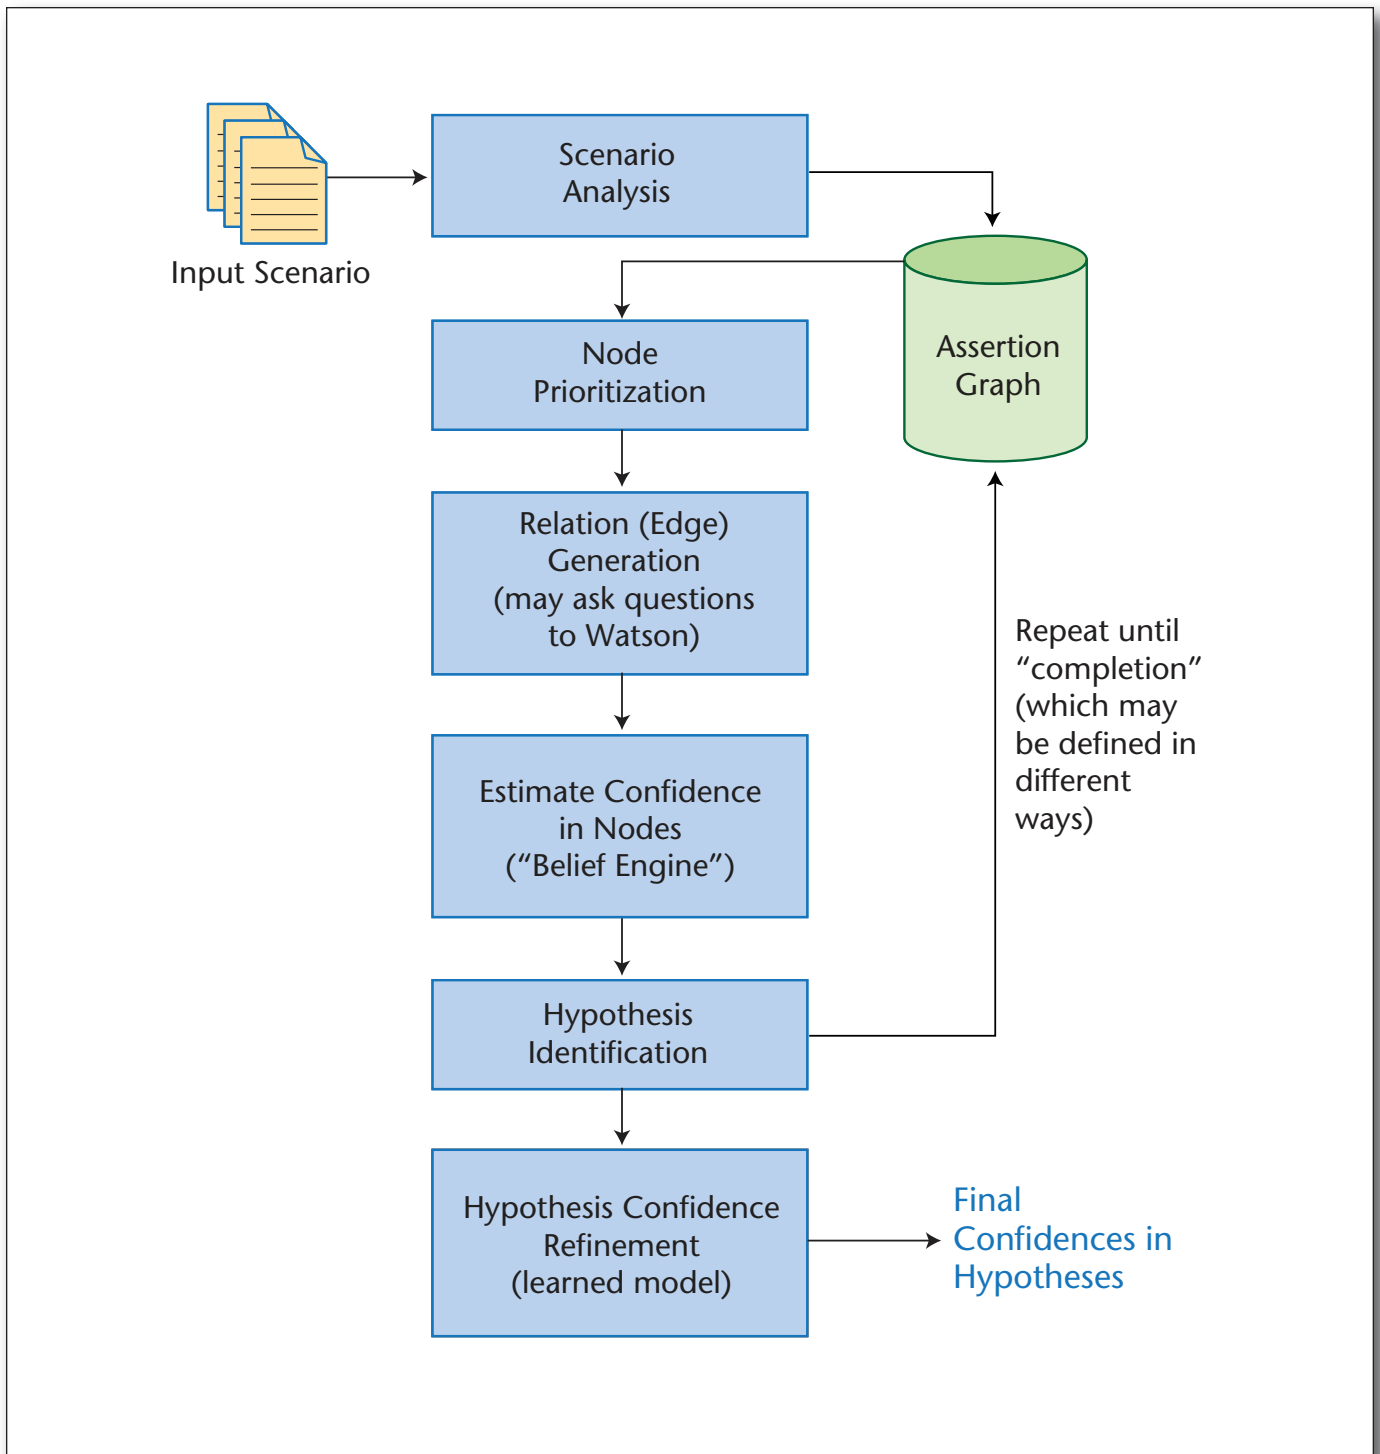 Scenario
Analysis
Input Scenario
Node
Prioritization
Assertion
Graph
Relation (Edge)
Generation
(may ask questions
to Watson)
Repeat until
“completion”
(which may
be defined in
different
ways)
Estimate Confidence
in Nodes
(“Belief Engine”)
Hypothesis
Identification
Hypothesis Confidence
Refinement
(learned model)
Final
Confidences in
Hypotheses